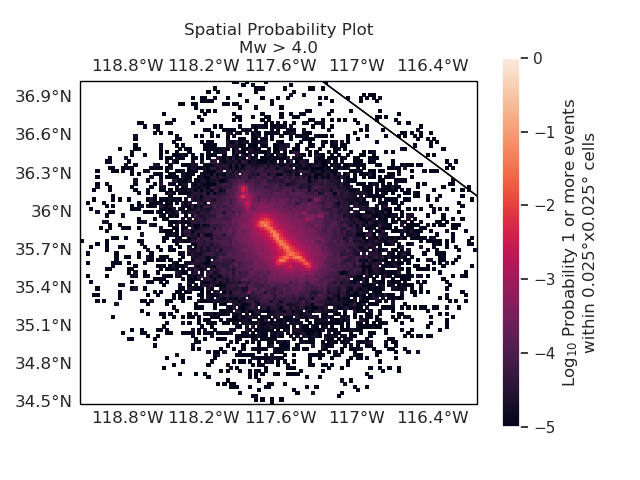 Spatial Probability Plot
Mw > 4.0
118.8°W 118.2°W 117.6°W 117°W 116.4°W
36.9°N
36.6°N
36.3°N
36°N
35.7°N
35.4°N
35.1°N
34.8°N
34.5°N
118.8°W 118.2°W 117.6°W 117°W 116.4°W
0
−1
−2
−3
−4
−5
Log₁₀ Probability 1 or more events
within 0.025°x0.025° cells